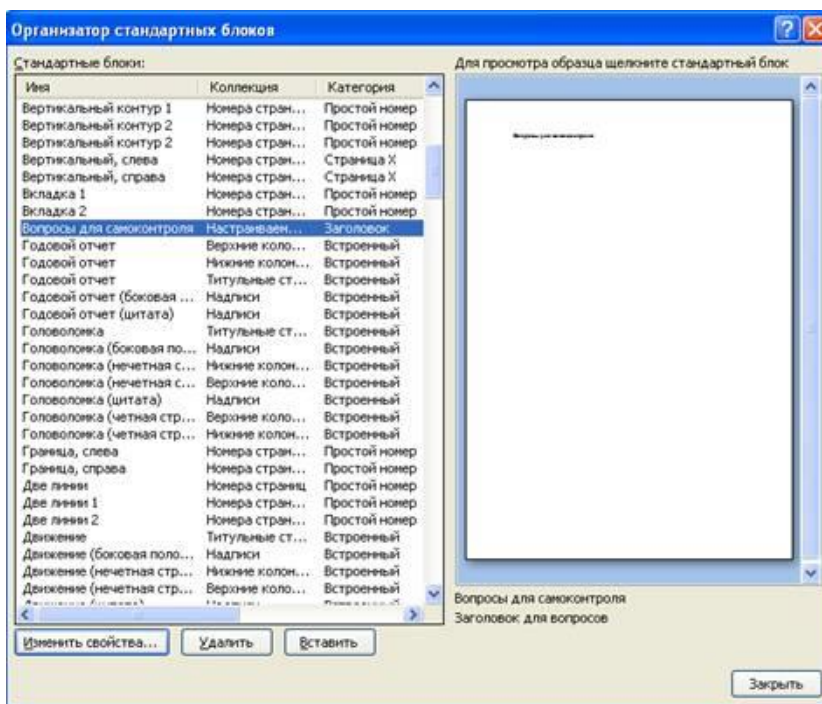 Организатор стандартных блоков
Стандартные блоки:
Для просмотра образца щелкните стандартный блок
Имя Коллекция Категория
Вертикальный контур 1 Номера стран... Простой номер
Вертикальный контур 2 Номера стран... Простой номер
Вертикальный контур 2 Номера стран... Простой номер
Вертикальный, слева Номера стран... Страница X
Вертикальный, справа Номера стран... Страница X
Вкладка 1 Номера стран... Простой номер
Вкладка 2 Номера стран... Простой номер
Вопросы для самоконтроля Настраиваем... Заголовок
Годовой отчет Верхние коло... Встроенный
Годовой отчет Нижние колон... Встроенный
Годовой отчет Титульные ст... Встроенный
Годовой отчет (боковая ... Надписи Встроенный
Годовой отчет (цитата) Надписи Встроенный
Головоломка Титульные ст... Встроенный
Головоломка (боковая по... Надписи Встроенный
Головоломка (нечетная с... Нижние колон... Встроенный
Головоломка (нечетная с... Верхние коло... Встроенный
Головоломка (цитата) Надписи Встроенный
Головоломка (четная стр... Верхние коло... Встроенный
Головоломка (четная стр... Нижние колон... Встроенный
Граница, слева Номера стран... Простой номер
Граница, справа Номера стран... Простой номер
Две линии Номера страниц Простой номер
Две линии 1 Номера стран... Простой номер
Две линии 2 Номера стран... Простой номер
Движение Титульные ст... Встроенный
Движение (боковая поло... Надписи Встроенный
Движение (нечетная стр... Нижние колон... Встроенный
Движение (нечетная стр... Верхние коло... Встроенный
Вопросы для самоконтроля
Вопросы для самоконтроля
Заголовок для вопросов
Изменить свойства... Удалить Вставить
Закрыть